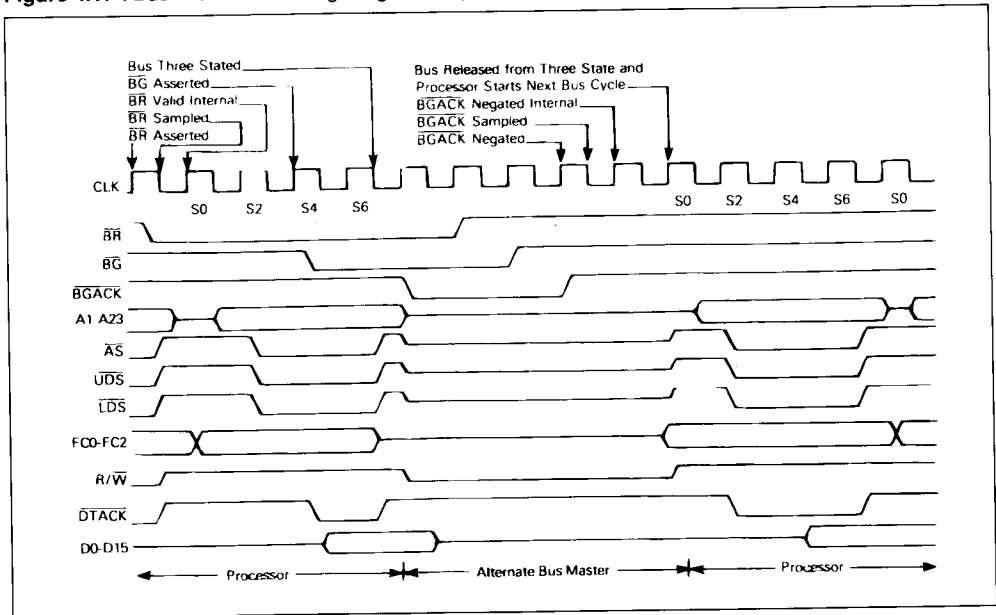 Bus Three Stated
BG Asserted
BR Valid Internal
BR Sampled
BR Asserted
Bus Released from Three State and
Processor Starts Next Bus Cycle
BGACK Negated Internal
BGACK Sampled
BGACK Negated
CLK
S0 S2 S4 S6 S0 S2 S4 S6 S0
BR
BG
BGACK
A1 A23
AS
UDS
LDS
FC0-FC2
R/W
DTACK
D0-D15
Processor Alternate Bus Master Processor